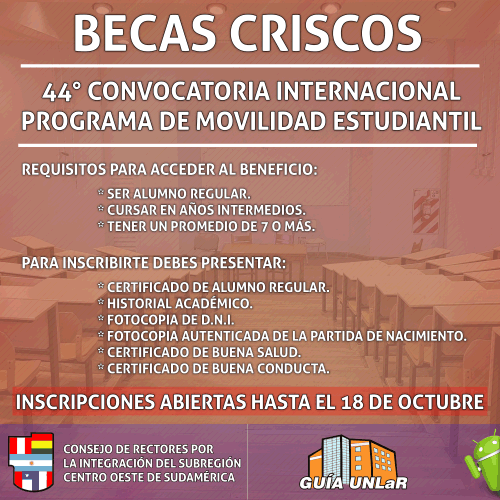 BECAS CRISCOS
44° CONVOCATORIA INTERNACIONAL
PROGRAMA DE MOVILIDAD ESTUDIANTIL
REQUISITOS PARA ACCEDER AL BENEFICIO:
* SER ALUMNO REGULAR.
* CURSAR EN AÑOS INTERMEDIOS.
* TENER UN PROMEDIO DE 7 O MÁS.
PARA INSCRIBIRTE DEBES PRESENTAR:
* CERTIFICADO DE ALUMNO REGULAR.
* HISTORIAL ACADÉMICO.
* FOTOCOPIA DE D.N.I.
* FOTOCOPIA AUTENTICADA DE LA PARTIDA DE NACIMIENTO.
* CERTIFICADO DE BUENA SALUD.
* CERTIFICADO DE BUENA CONDUCTA.
INSCRIPCIONES ABIERTAS HASTA EL 18 DE OCTUBRE
CONSEJO DE RECTORES POR
LA INTEGRACIÓN DEL SUBREGIÓN
CENTRO OESTE DE SUDAMÉRICA
GUÍA UNLaR